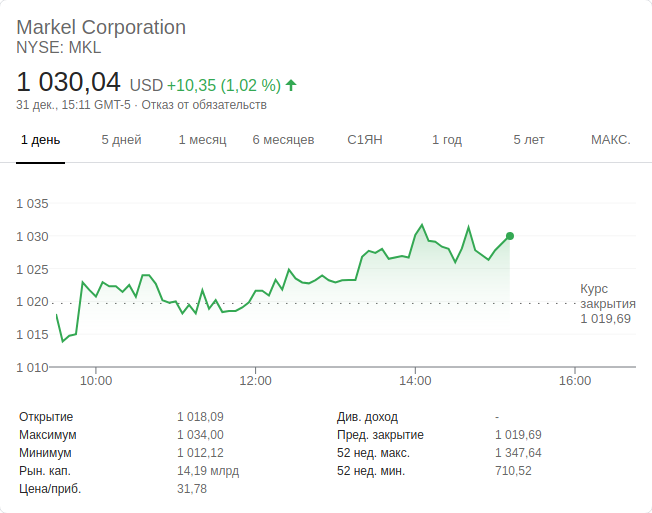 Markel Corporation
NYSE: MKL
1 030,04 USD +10,35 (1,02 %)
31 дек., 15:11 GMT-5 · Отказ от обязательств
1 день 5 дней 1 месяц 6 месяцев С1ЯН 1 год 5 лет МАКС.
1 035
1 030
1 025
1 020
1 015
1 010
Курс
закрытия
1 019,69
10:00 12:00 14:00 16:00
Открытие 1 018,09
Максимум 1 034,00
Минимум 1 012,12
Рын. кап. 14,19 млрд
Цена/приб. 31,78
Див. доход -
Пред. закрытие 1 019,69
52 нед. макс. 1 347,64
52 нед. мин. 710,52